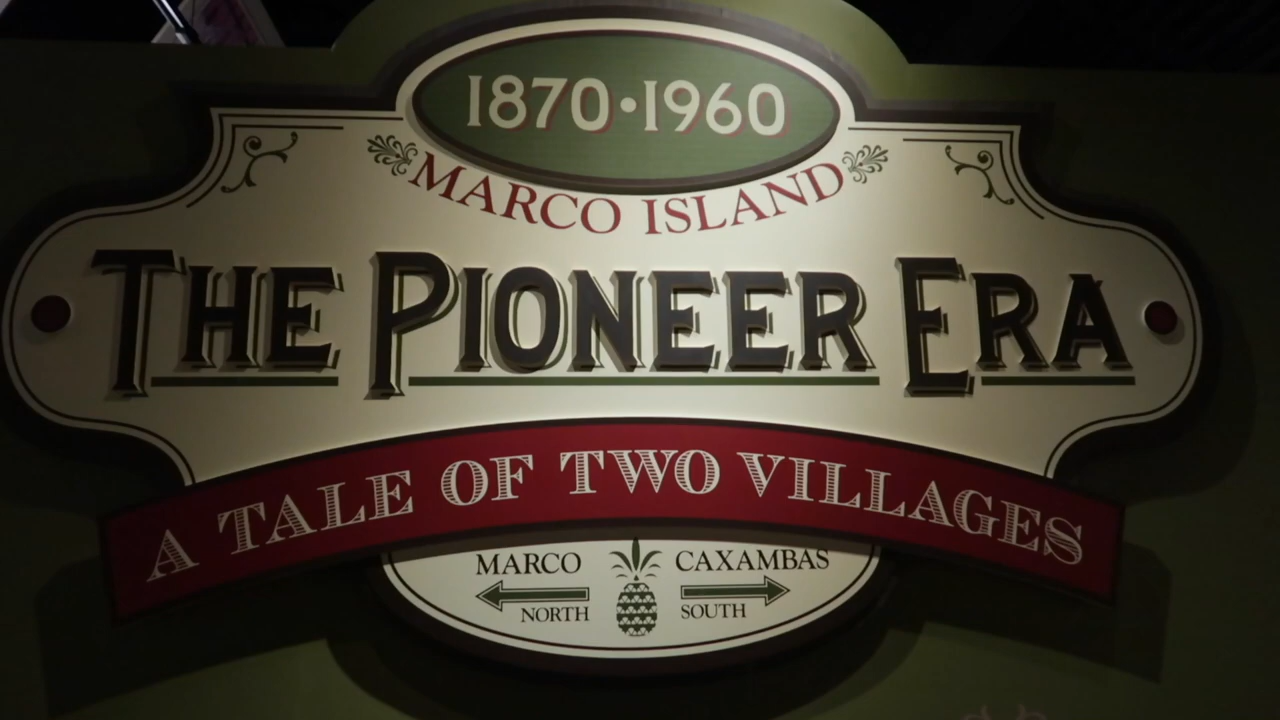 1870•1960
MARCO ISLAND
THE PIONEER ERA
A TALE OF TWO VILLAGES
MARCO CAXAMBAS
NORTH SOUTH